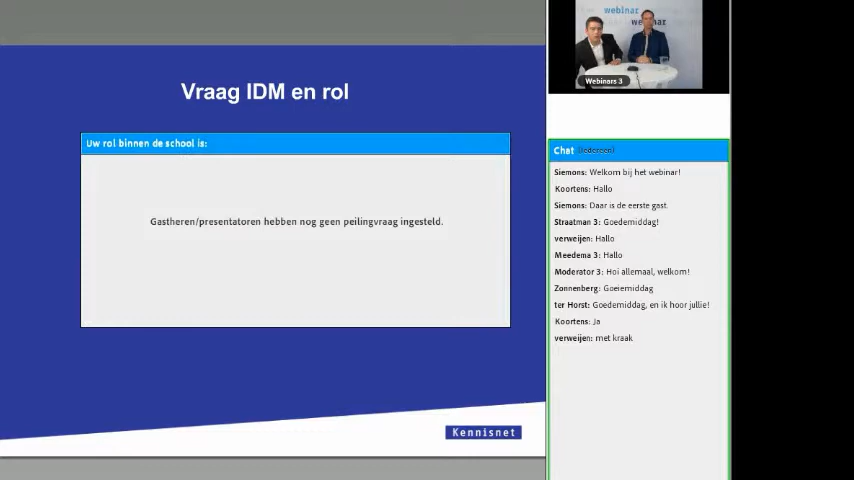 Vraag IDM en rol
Uw rol binnen de school is:
Gastheren/presentatoren hebben nog geen peilingvraag ingesteld.
Kennisnet
webinar
webinar
Webinars 3
Chat (Iedereen)
Siemons: Welkom bij het webinar!
Koortens: Hallo
Siemons: Daar is de eerste gast.
Straatman 3: Goedemiddag!
verweijen: Hallo
Meedema 3: Hallo
Moderator 3: Hoi allemaal, welkom!
Zonnenberg: Goeiemiddag
ter Horst: Goedemiddag, en ik hoor jullie!
Koortens: Ja
verweijen: met kraak